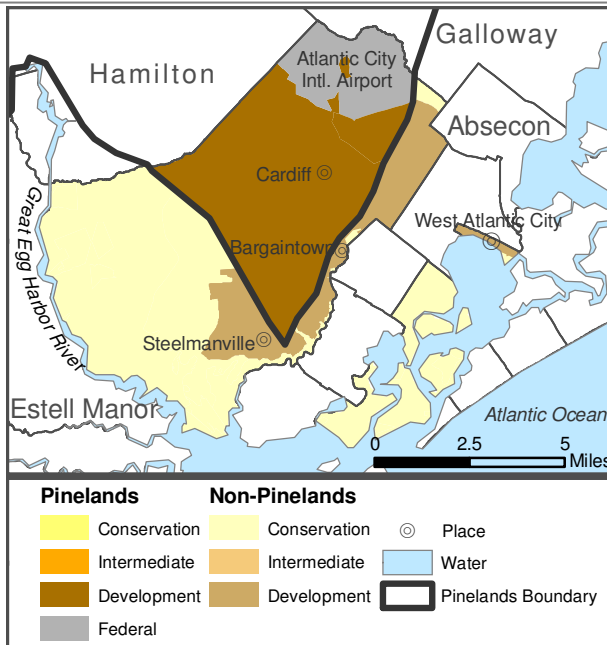 Galloway
Atlantic City
Intl. Airport
Hamilton
Absecon
Cardiff
West Atlantic City
Bargaintown
Great Egg Harbor River
Steelmanville
Estell Manor
Atlantic Ocean
0 2.5 5
Miles
Pinelands Non-Pinelands
Conservation Conservation Place
Intermediate Intermediate Water
Development Development Pinelands Boundary
Federal